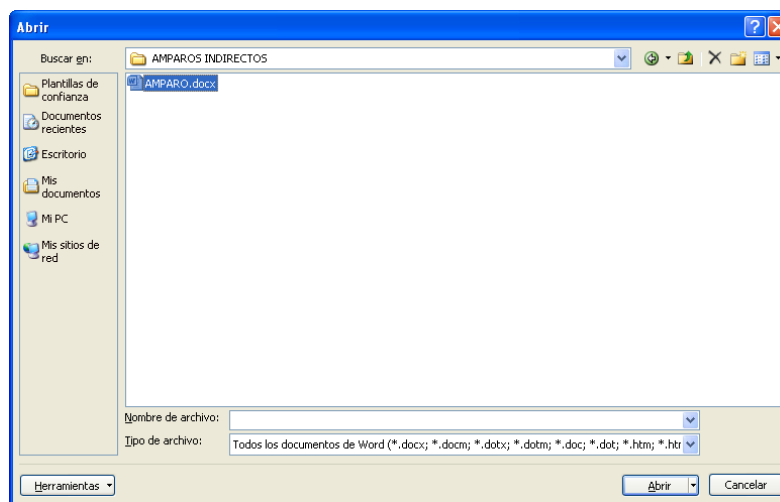 Abrir
Buscar en:
AMPAROS INDIRECTOS
Plantillas de
confianza
Documentos
recientes
Escritorio
Mis
documentos
Mi PC
Mis sitios de
red
AMPARO.docx
Nombre de archivo:
Tipo de archivo:
Todos los documentos de Word (*.docx; *.docm; *.dotx; *.dotm; *.doc; *.dot; *.htm; *.htr
Herramientas
Abrir
Cancelar